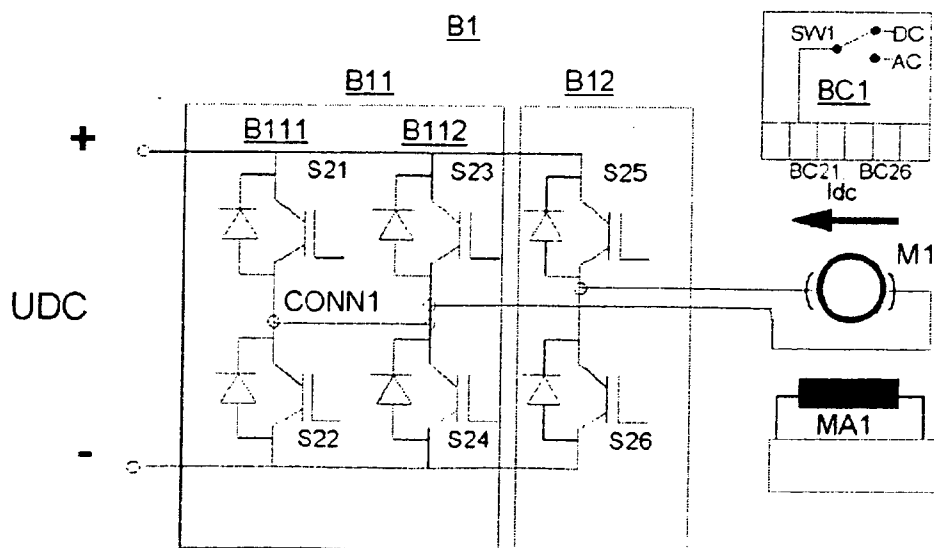 B1
SW1
DC
AC
BC1
B11
B12
B111
B112
+
S21
S23
S25
BC21
BC26
Idc
M1
UDC
CONN1
MA1
S22
S24
S26
-